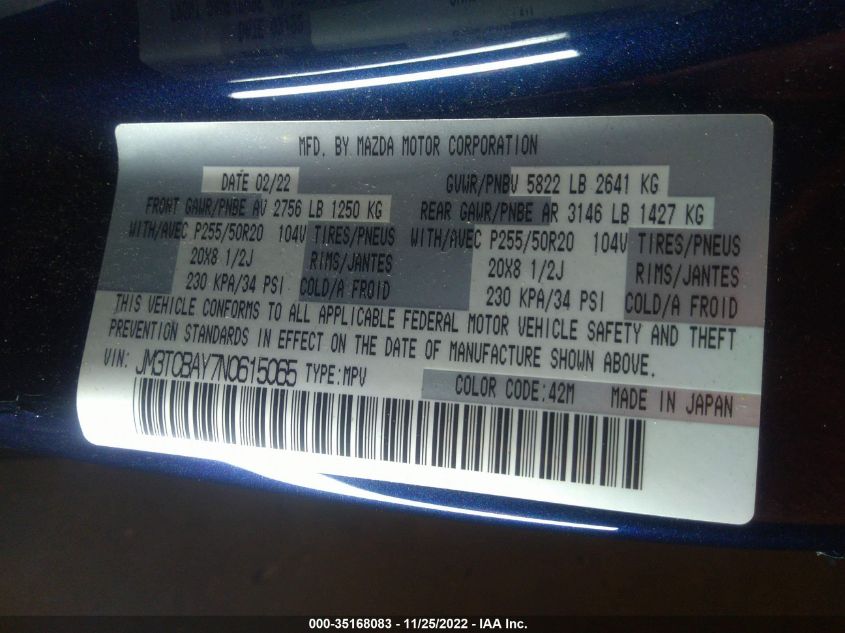 MFD. BY MAZDA MOTOR CORPORATION
DATE 02/22 GVWR/PNBV 5822 LB 2641 KG
FRONT GAWR/PNBE AV 2756 LB 1250 KG REAR GAWR/PNBE AR 3146 LB 1427 KG
WITH/AVEC P255/50R20 104V TIRES/PNEUS WITH/AVEC P255/50R20 104V TIRES/PNEUS
20X8 1/2J RIMS/JANTES 20X8 1/2J RIMS/JANTES
230 KPA/34 PSI COLD/A FROID 230 KPA/34 PSI COLD/A FROID
THIS VEHICLE CONFORMS TO ALL APPLICABLE FEDERAL MOTOR VEHICLE SAFETY AND THEFT
PREVENTION STANDARDS IN EFFECT ON THE DATE OF MANUFACTURE SHOWN ABOVE.
VIN: JM3TCBAY7N0615065 TYPE:MPV
COLOR CODE:42M MADE IN JAPAN
000-35168083 - 11/25/2022 - IAA Inc.